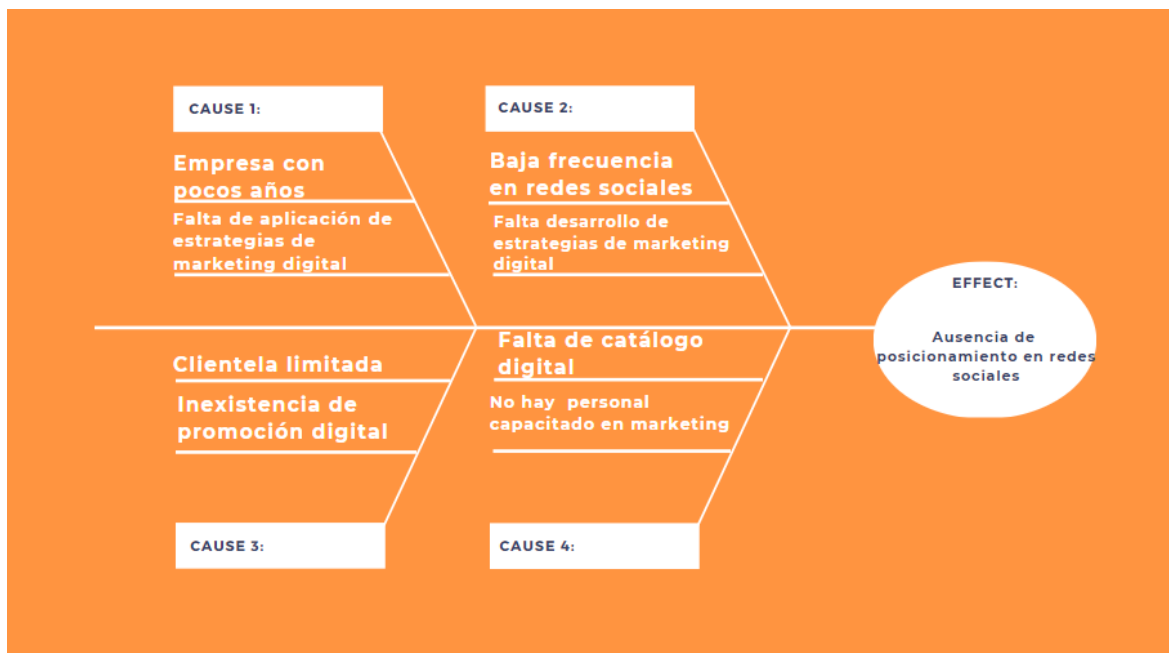 CAUSE 1:
Empresa con
pocos años
Falta de aplicación de
estrategias de
marketing digital
CAUSE 2:
Baja frecuencia
en redes sociales
Falta desarrollo de
estrategias de marketing
digital
EFFECT:
Ausencia de
posicionamiento en redes
sociales
Clientela limitada
Inexistencia de
promoción digital
CAUSE 3:
Falta de catálogo
digital
No hay personal
capacitado en marketing
CAUSE 4: